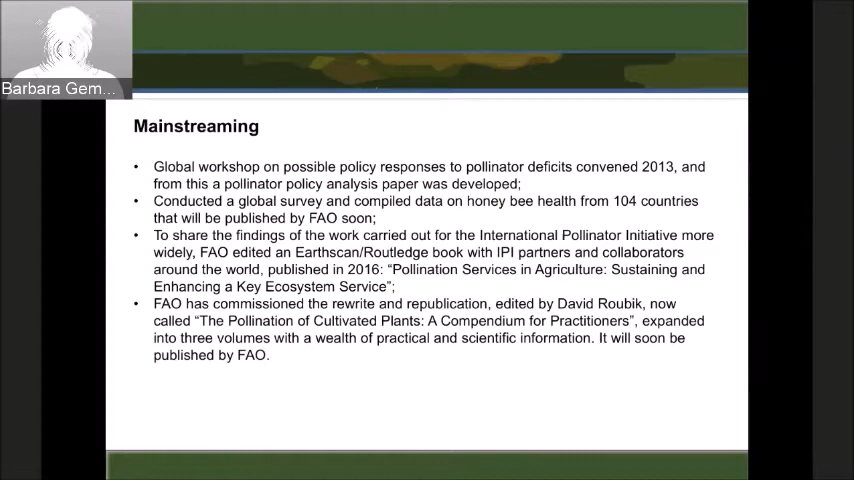 Barbara Gem...
Mainstreaming
• Global workshop on possible policy responses to pollinator deficits convened 2013, and
from this a pollinator policy analysis paper was developed;
• Conducted a global survey and compiled data on honey bee health from 104 countries
that will be published by FAO soon;
• To share the findings of the work carried out for the International Pollinator Initiative more
widely, FAO edited an Earthscan/Routledge book with IPI partners and collaborators
around the world, published in 2016: “Pollination Services in Agriculture: Sustaining and
Enhancing a Key Ecosystem Service”;
• FAO has commissioned the rewrite and republication, edited by David Roubik, now
called “The Pollination of Cultivated Plants: A Compendium for Practitioners”, expanded
into three volumes with a wealth of practical and scientific information. It will soon be
published by FAO.